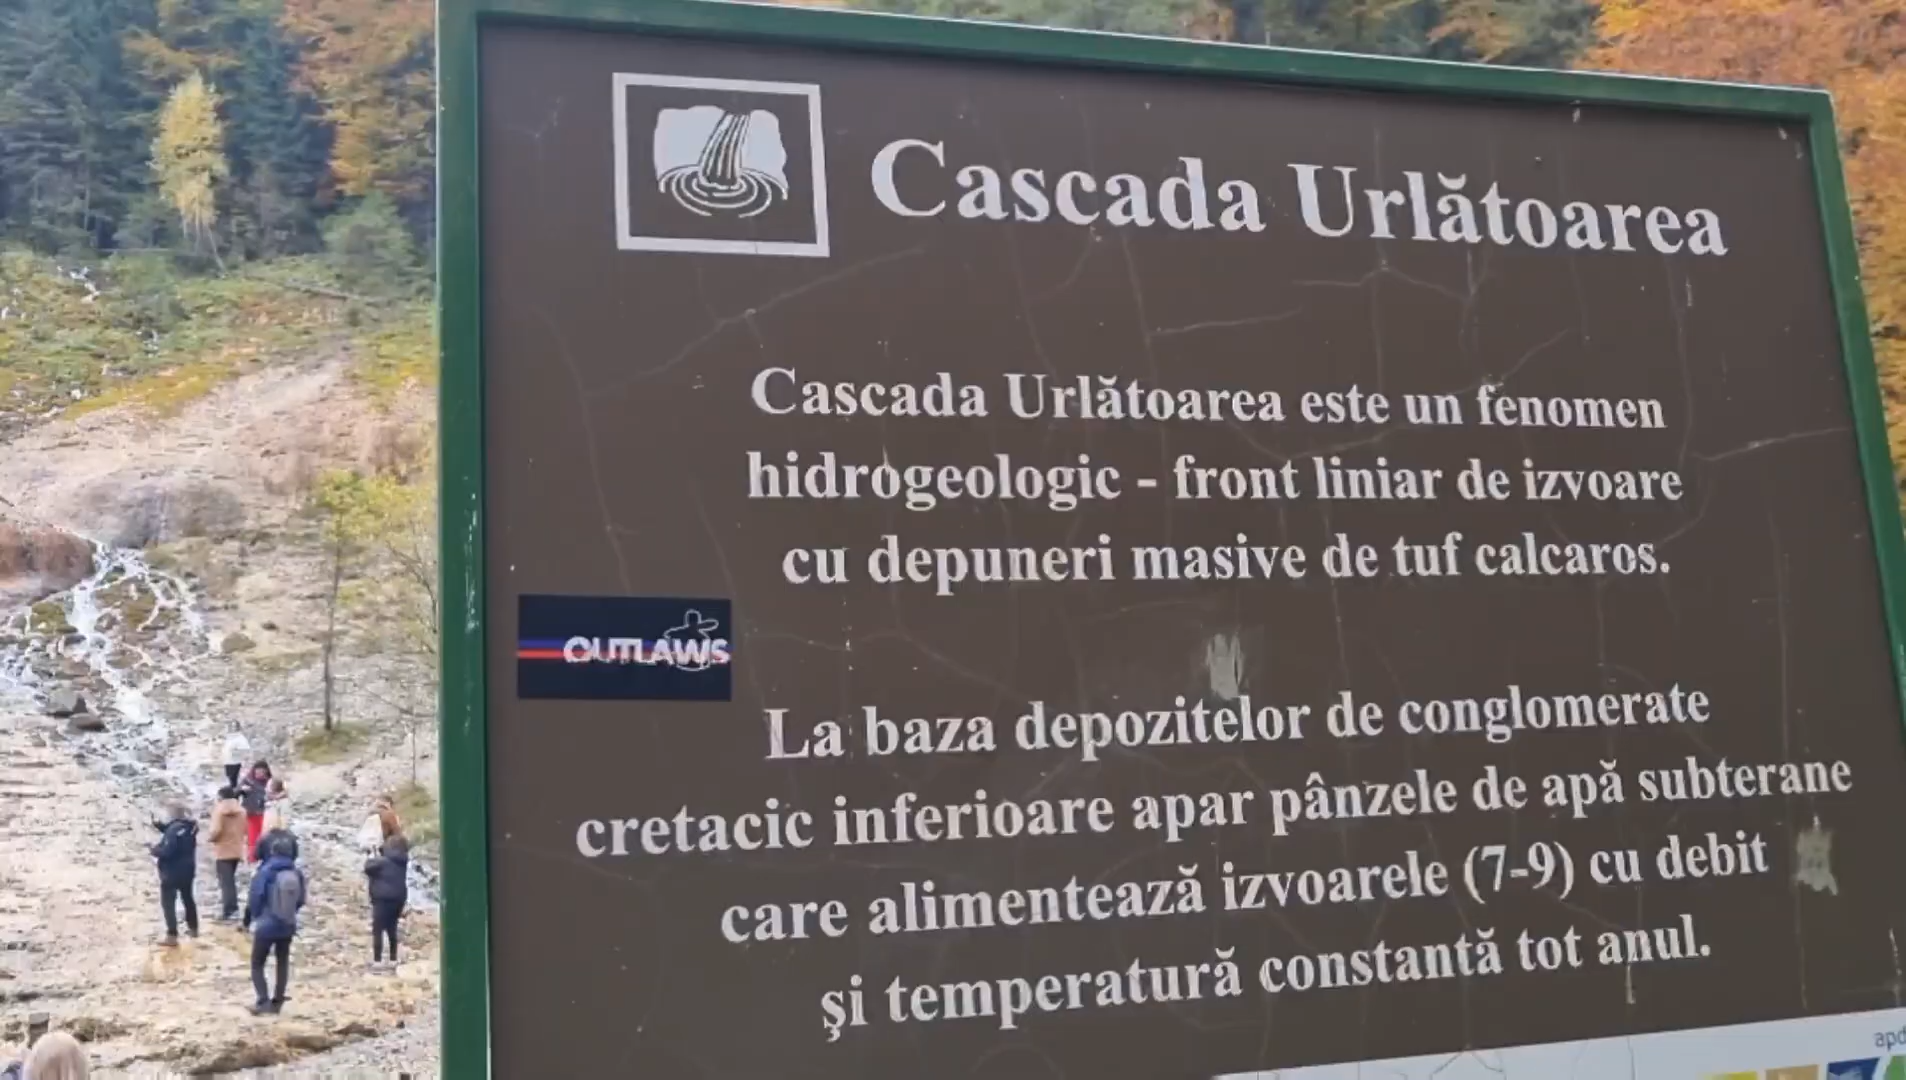 Cascada Urlătoarea
Cascada Urlătoarea este un fenomen
hidrogeologic - front liniar de izvoare
cu depuneri masive de tuf calcaros.
OUTLAWS
La baza depozitelor de conglomerate
cretacic inferioare apar pânzele de apă subterane
care alimentează izvoarele (7-9) cu debit
şi temperatură constantă tot anul.